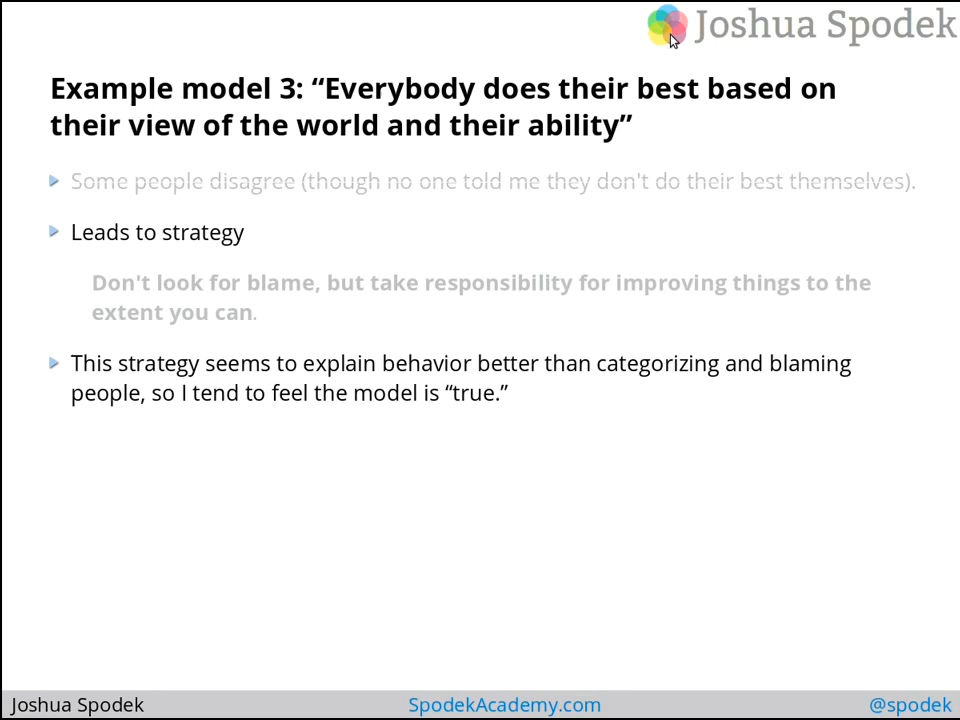 Joshua Spodek
Example model 3: “Everybody does their best based on
their view of the world and their ability”
Some people disagree (though no one told me they don't do their best themselves).
Leads to strategy
Don't look for blame, but take responsibility for improving things to the
extent you can.
This strategy seems to explain behavior better than categorizing and blaming
people, so I tend to feel the model is “true.”
Joshua Spodek
SpodekAcademy.com
@spodek